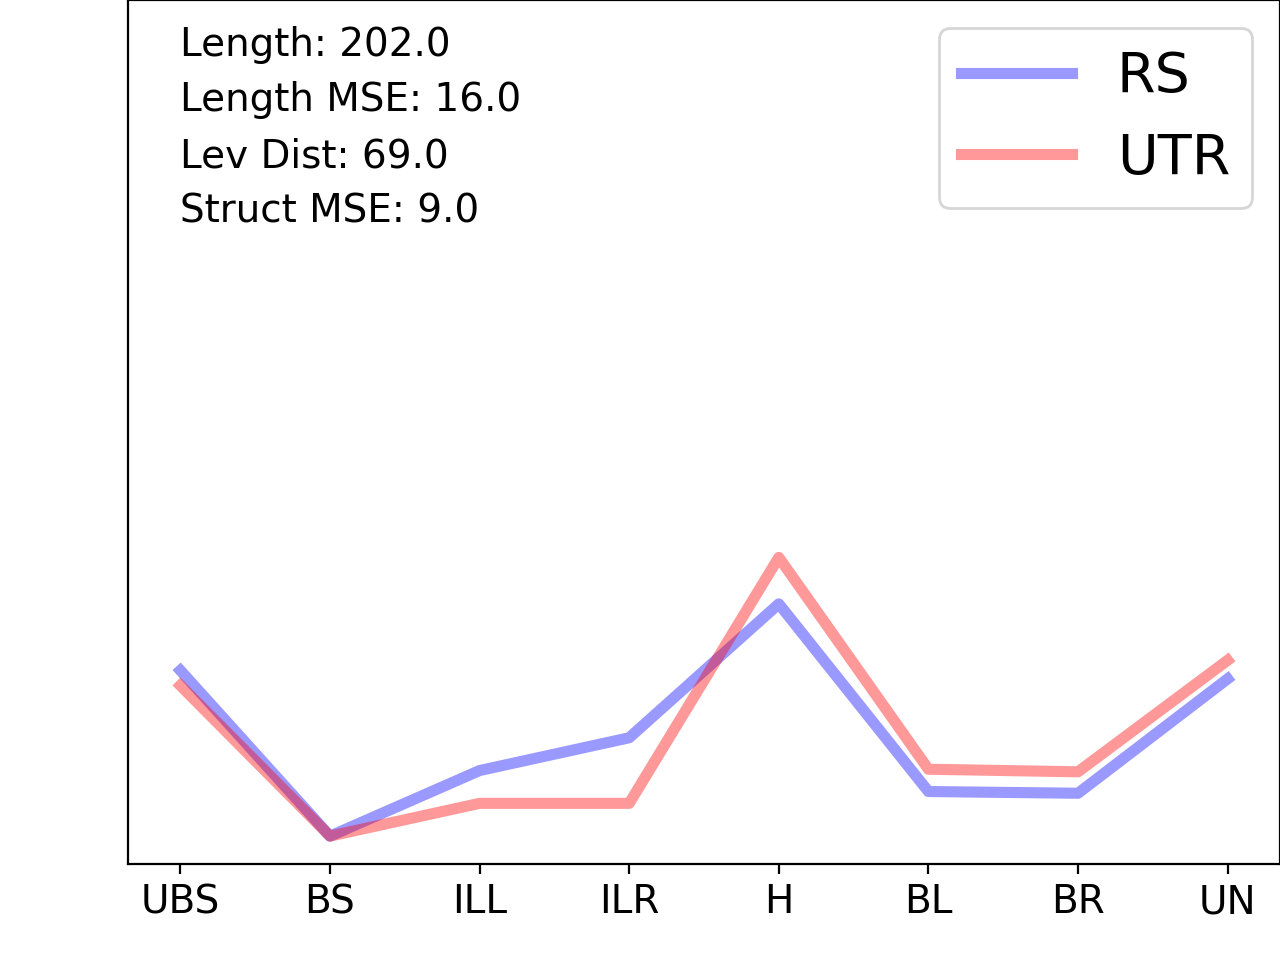 Length: 202.0
Length MSE: 16.0
Lev Dist: 69.0
Struct MSE: 9.0
RS
UTR
UBS BS ILL ILR H BL BR UN